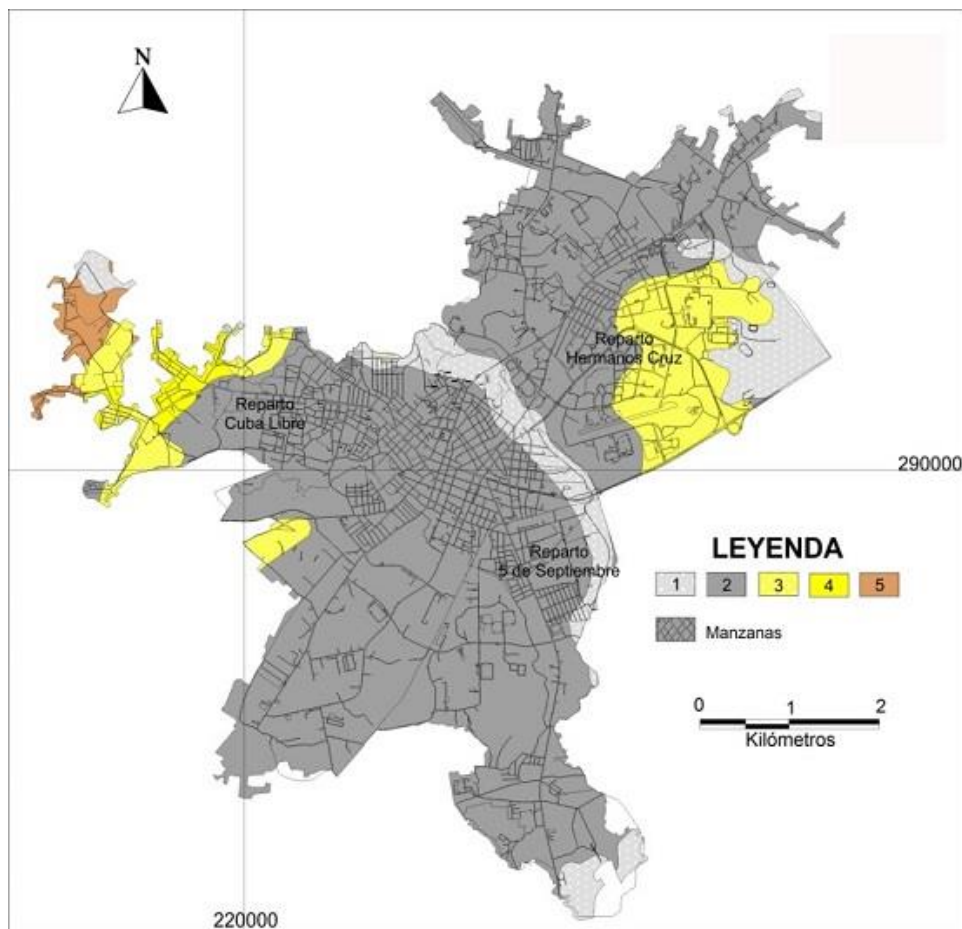 N
Reparto
Hermanos Cruz
Reparto
Cuba Libre
290000
Reparto
5 de Septiembre
LEYENDA
1 2 3 4 5
Manzanas
0 1 2
Kilómetros
220000